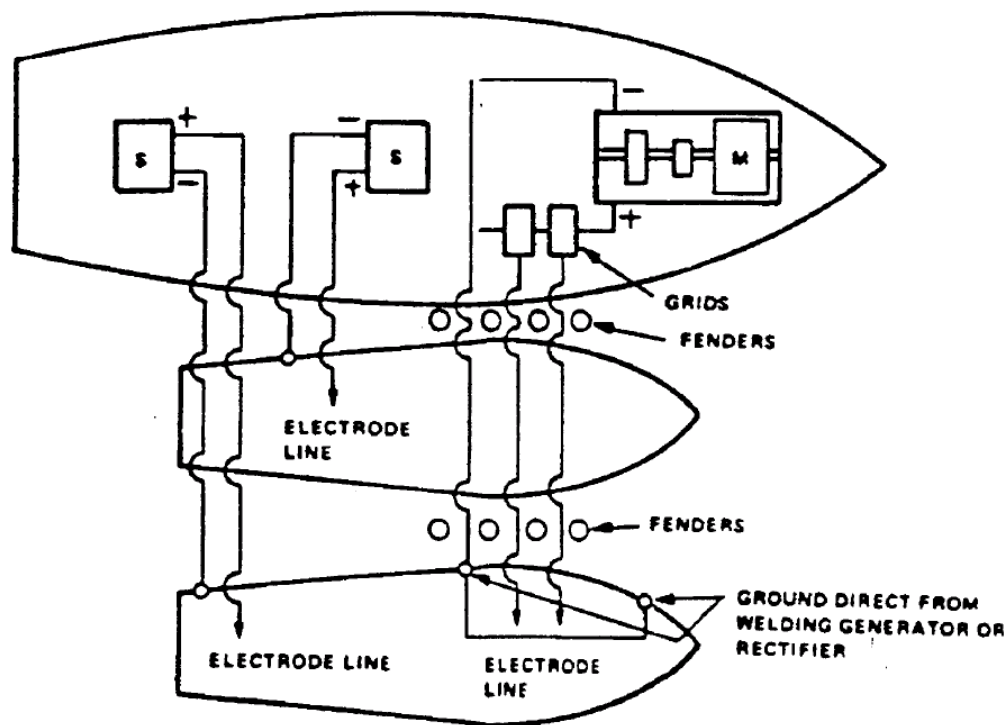 +
-
S
-
+
S
-
M
+
GRIDS
FENDERS
ELECTRODE
LINE
FENDERS
GROUND DIRECT FROM
WELDING GENERATOR OR
RECTIFIER
ELECTRODE LINE
ELECTRODE
LINE